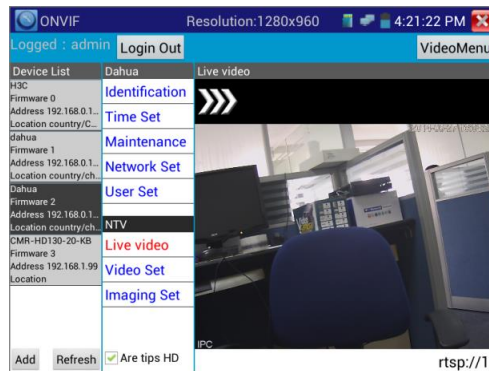 ONVIF
Resolution:1280x960
4:21:22 PM
Logged : admin
Login Out
VideoMenu
Device List
Dahua
Live video
H3C
Firmware 0
Address 192.168.0.1...
Location country/C...
dahua
Firmware 1
Address 192.168.0.1...
Location country/ch...
Dahua
Firmware 2
Address 192.168.0.1...
Location country/ch...
CMR-HD130-20-KB
Firmware 3
Address 192.168.1.99
Location
Add
Refresh
Identification
Time Set
Maintenance
Network Set
User Set
NTV
Live video
Video Set
Imaging Set
Are tips HD
IPC
rtsp://1